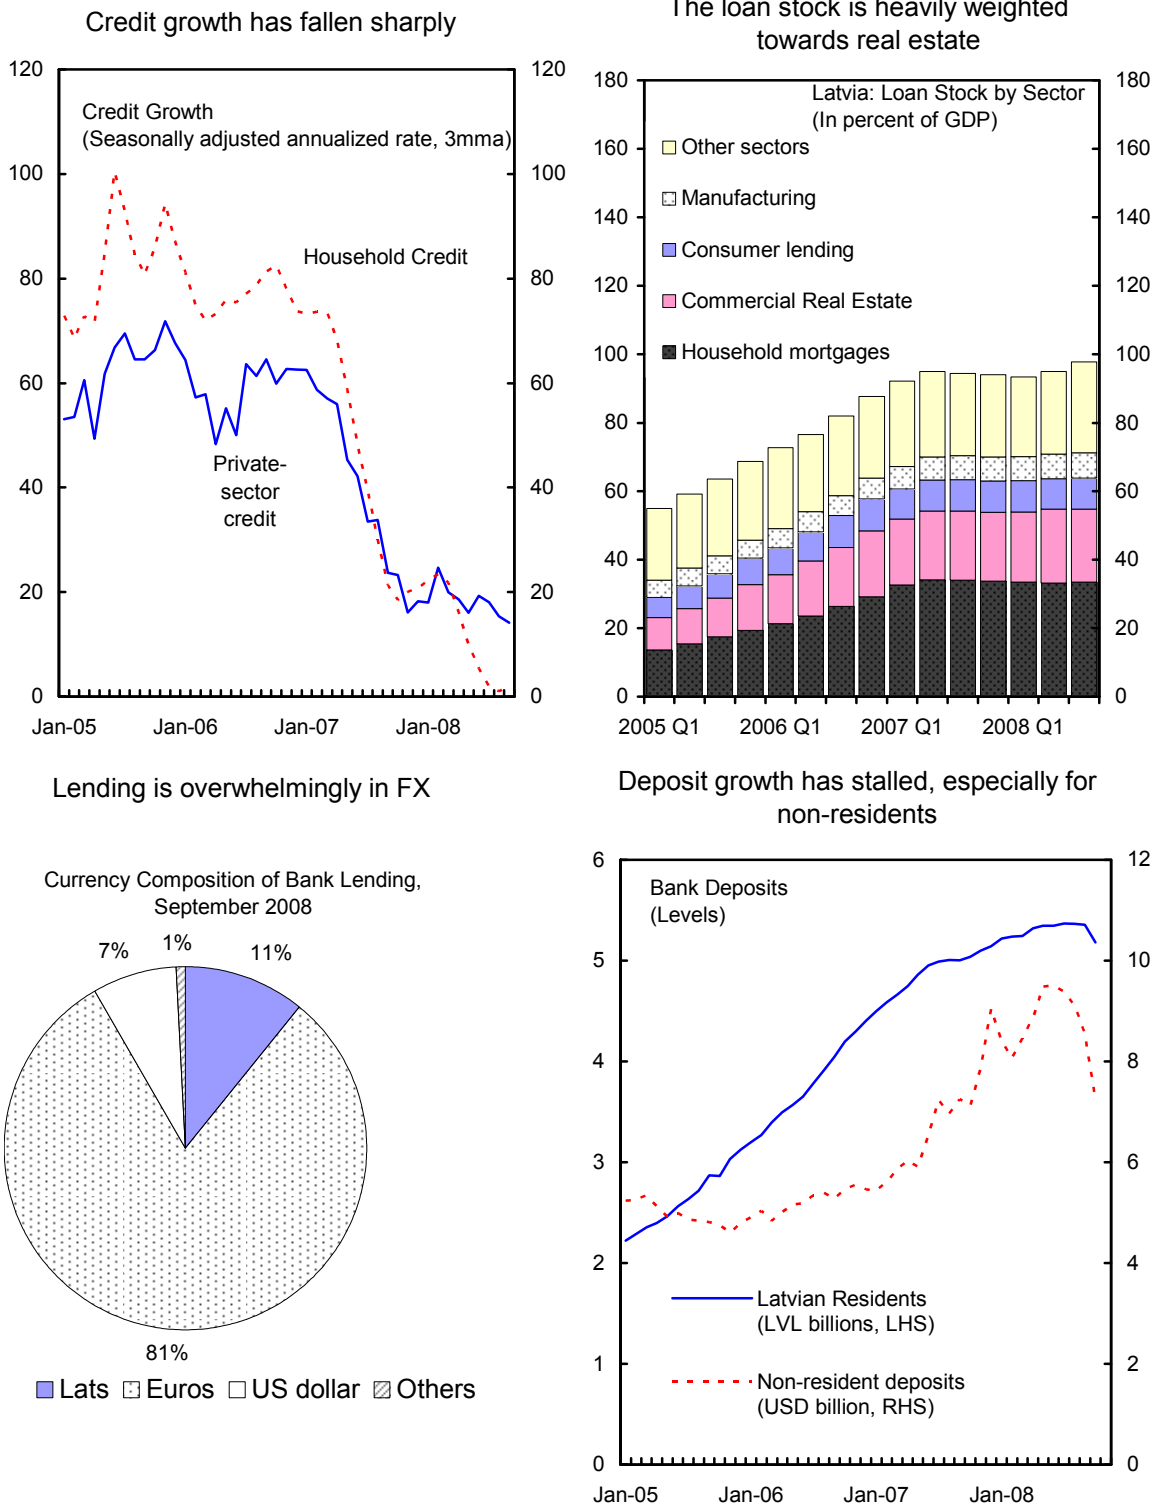 Credit growth has fallen sharply
120
100
80
60
40
20
0
120
100
80
60
40
20
0
Credit Growth
(Seasonally adjusted annualized rate, 3mma)
Household Credit
Private-
sector
credit
Jan-05 Jan-06 Jan-07 Jan-08
The loan stock is heavily weighted
towards real estate
180
160
140
120
100
80
60
40
20
0
180
160
140
120
100
80
60
40
20
0
Latvia: Loan Stock by Sector
(In percent of GDP)
Other sectors
Manufacturing
Consumer lending
Commercial Real Estate
Household mortgages
2005 Q1 2006 Q1 2007 Q1 2008 Q1
Lending is overwhelmingly in FX
Currency Composition of Bank Lending,
September 2008
7% 1% 11%
81%
Lats Euros US dollar Others
Deposit growth has stalled, especially for
non-residents
6
5
4
3
2
1
0
12
10
8
6
4
2
0
Bank Deposits
(Levels)
Latvian Residents
(LVL billions, LHS)
Non-resident deposits
(USD billion, RHS)
Jan-05 Jan-06 Jan-07 Jan-08